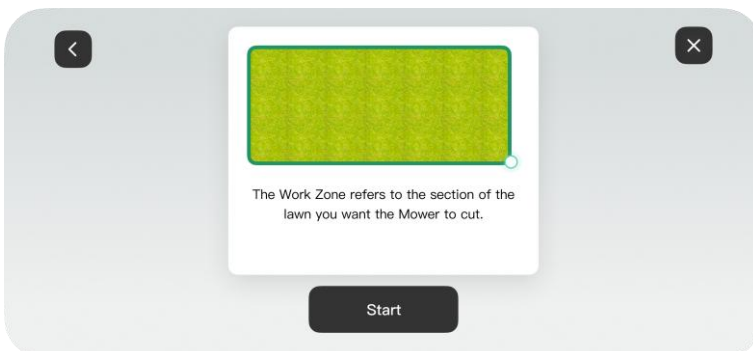 The Work Zone refers to the section of the
lawn you want the Mower to cut.
Start